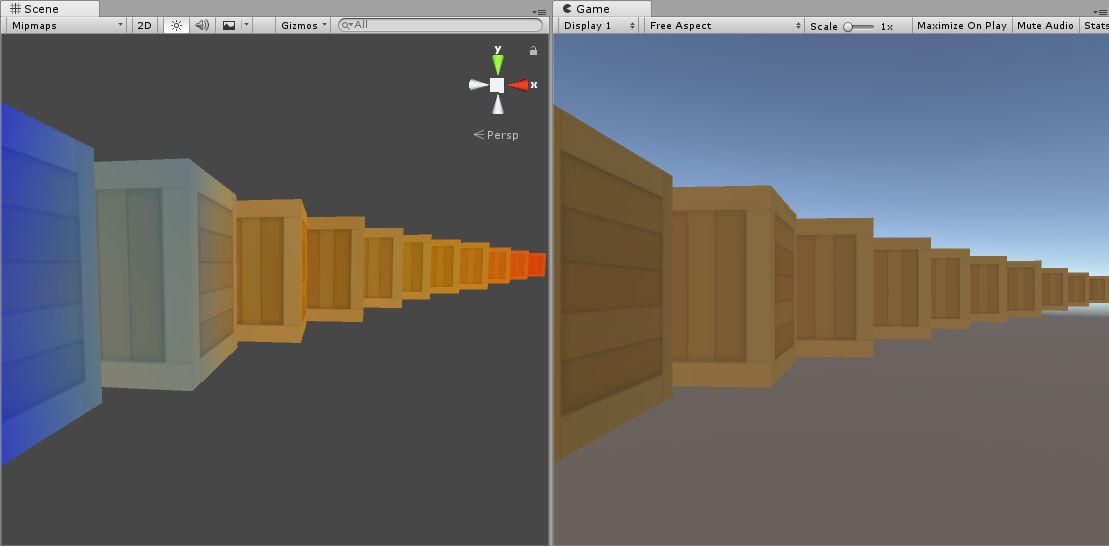 Scene
Mipmaps 2D Gizmos All
y
x
Persp
Game
Display 1 Free Aspect Scale 1x Maximize On Play Mute Audio Stats